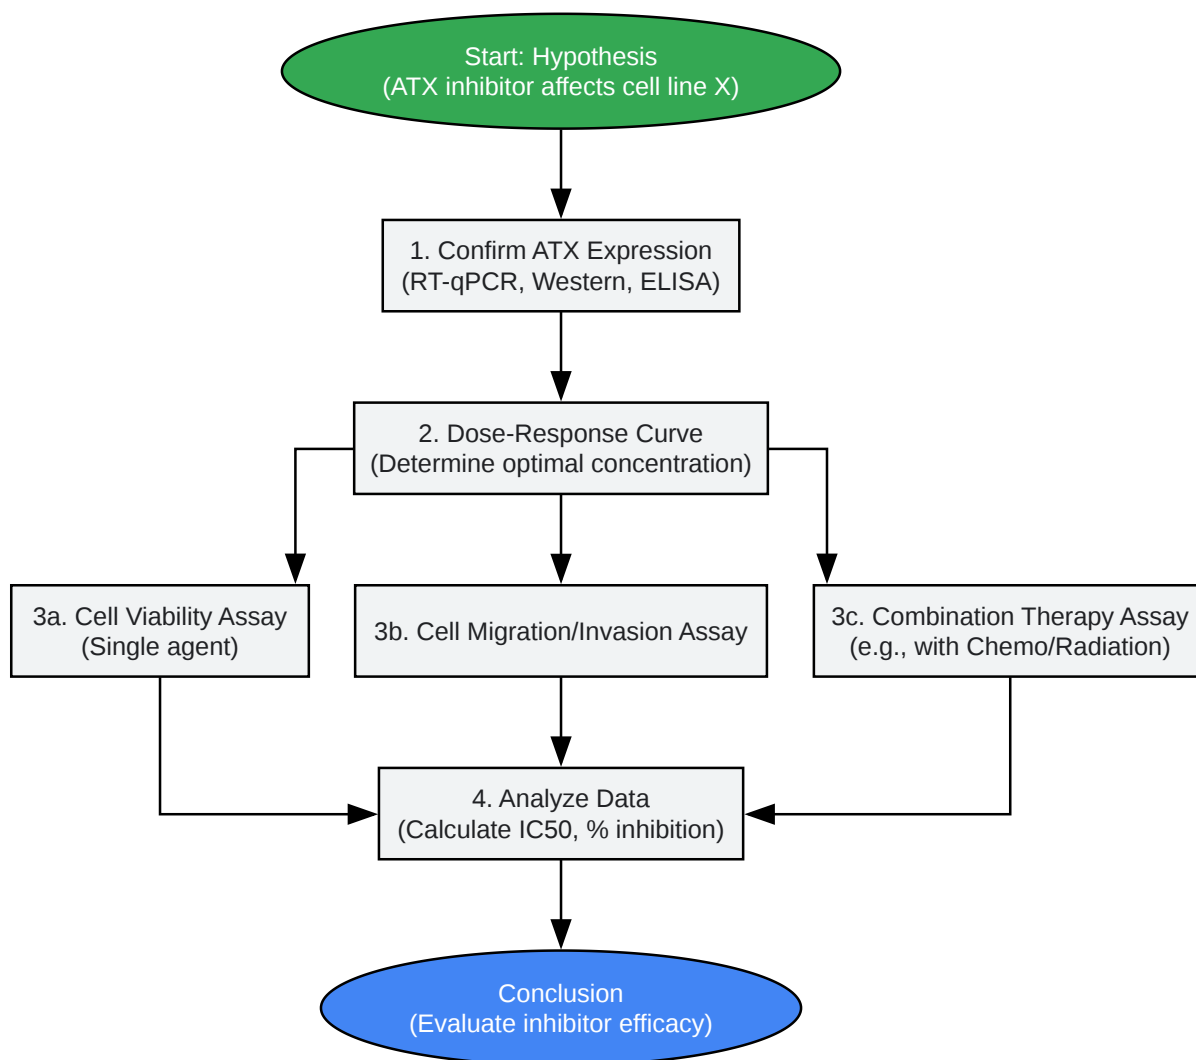 Start: Hypothesis
(ATX inhibitor affects cell line X)
1. Confirm ATX Expression
(RT-qPCR, Western, ELISA)
2. Dose-Response Curve
(Determine optimal concentration)
3a. Cell Viability Assay
(Single agent)
3b. Cell Migration/Invasion Assay
3c. Combination Therapy Assay
(e.g., with Chemo/Radiation)
4. Analyze Data
(Calculate IC50, % inhibition)
Conclusion
(Evaluate inhibitor efficacy)